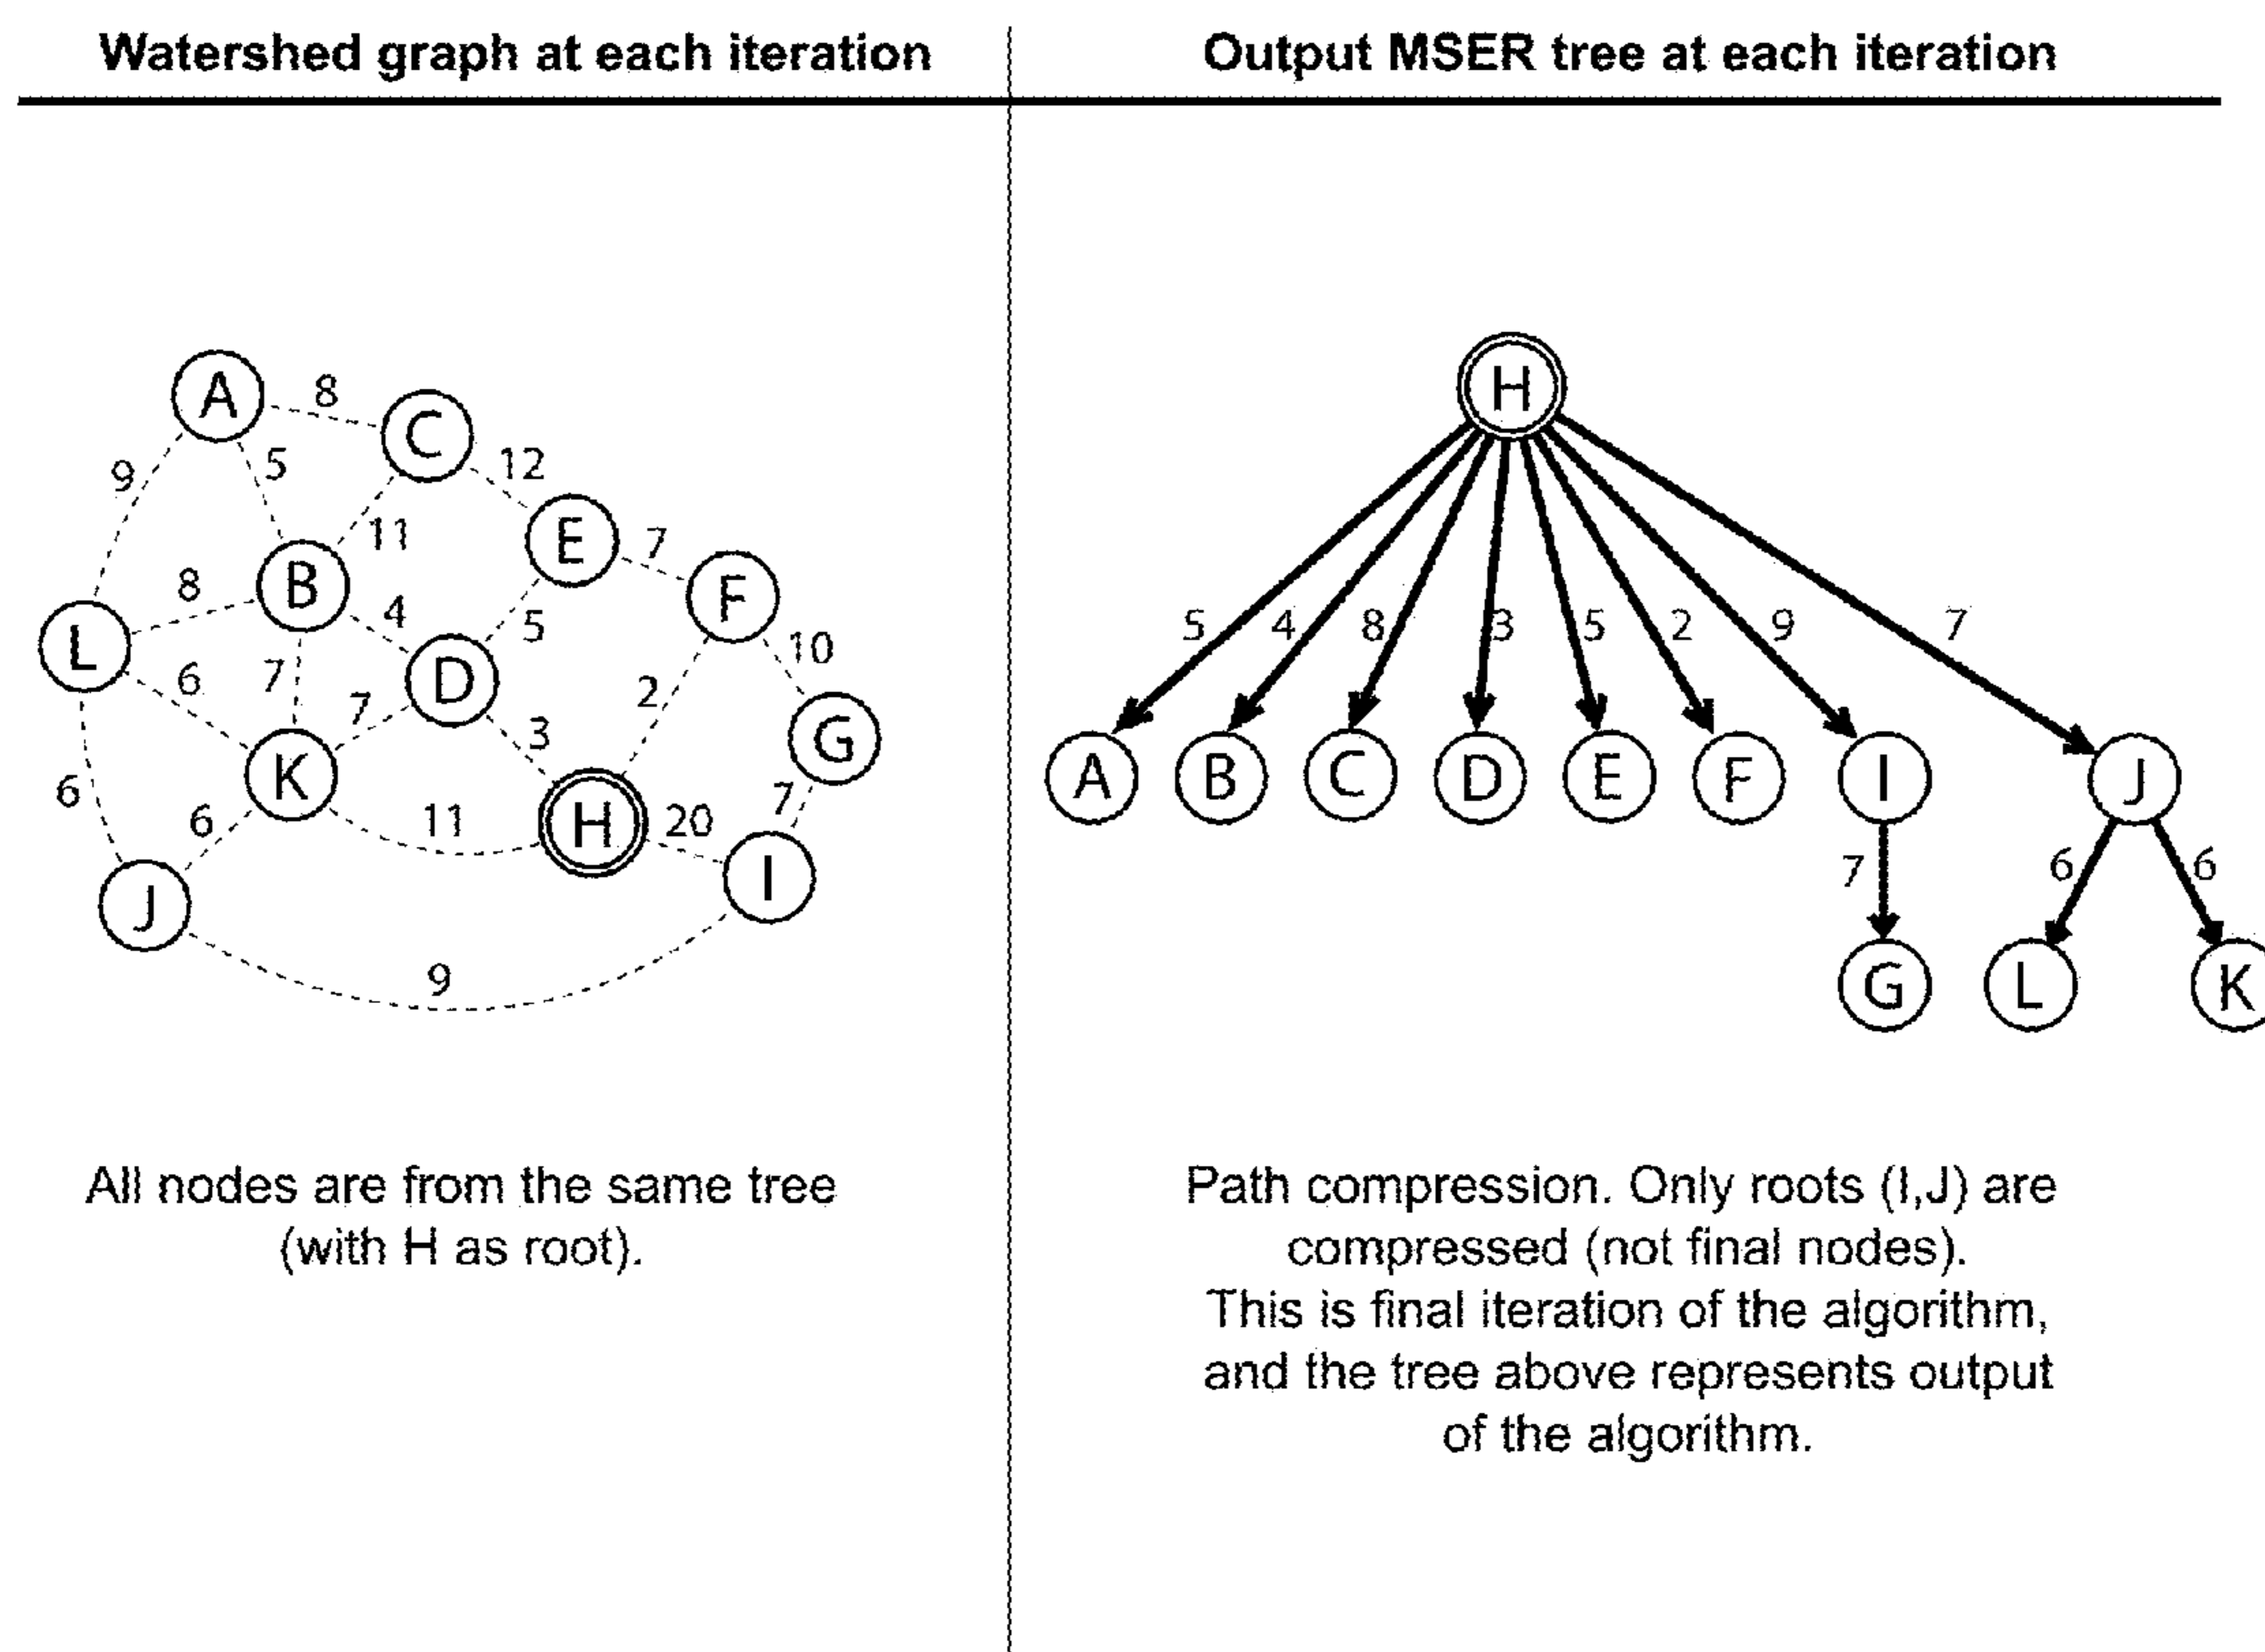 Watershed graph at each iteration
Output MSER tree at each iteration
A 8 C
9 5 12
E 7
11 F
8 B 4 5 10
L 6 7 7 D 2 G
3
6 K 7
6 11 H 20 I
J
9
H
5 4 8 3 5 2 9 7
A B C D E F I J
7 6 6
G L K
All nodes are from the same tree
(with H as root).
Path compression. Only roots (I,J) are
compressed (not final nodes).
This is final iteration of the algorithm,
and the tree above represents output
of the algorithm.